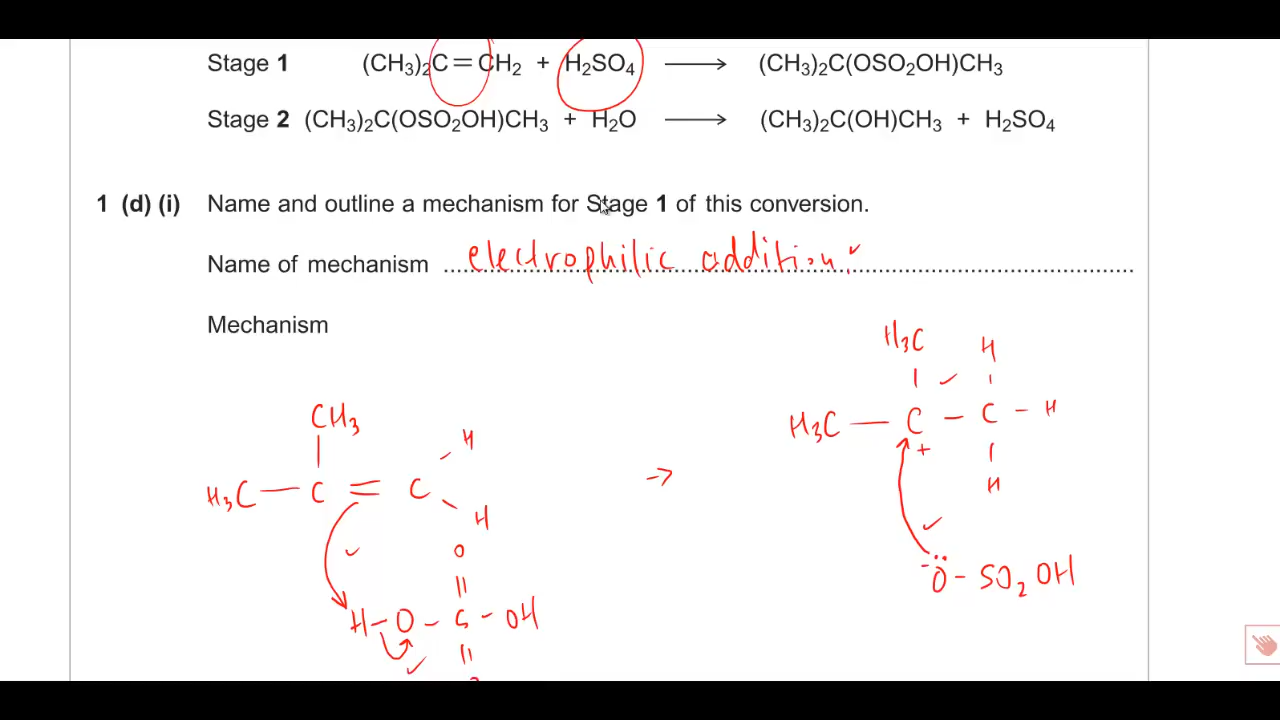 Stage 1 (CH3)2C=CH2 + H2SO4 ⟶ (CH3)2C(OSO2OH)CH3
Stage 2 (CH3)2C(OSO2OH)CH3 + H2O ⟶ (CH3)2C(OH)CH3 + H2SO4
1 (d) (i) Name and outline a mechanism for Stage 1 of this conversion.
Name of mechanism electrophilic addition.
Mechanism
H3C H
H3C — C — C — H
+
H
CH3
H
H3C — C = C
H
→
O
=
H - O - S - OH
=
-Ö - SO2OH